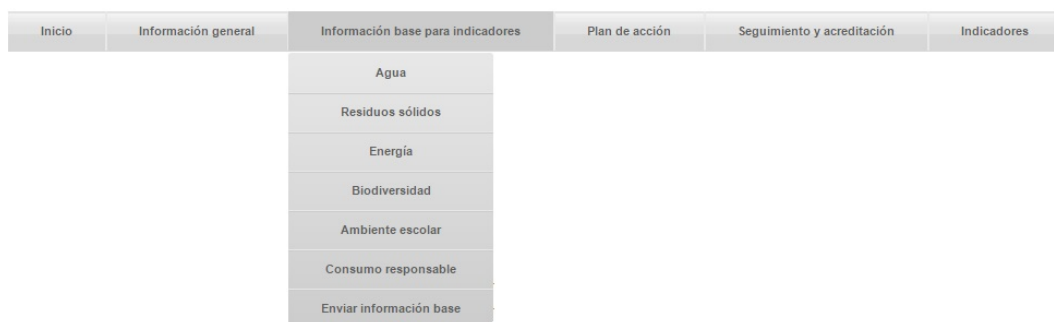 Inicio Información general Información base para indicadores Plan de acción Seguimiento y acreditación Indicadores
Agua
Residuos sólidos
Energía
Biodiversidad
Ambiente escolar
Consumo responsable
Enviar información base